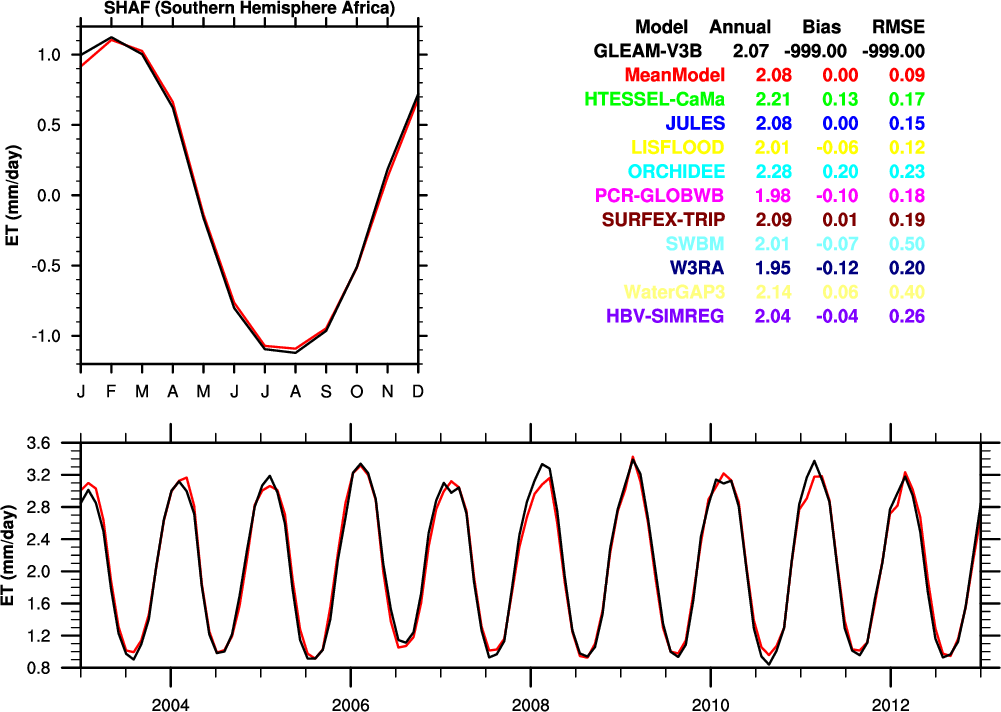 SHAF (Southern Hemisphere Africa)
ET (mm/day)
1.0
0.5
0.0
-0.5
-1.0
J F M A M J J A S O N D
Model Annual Bias RMSE
GLEAM-V3B 2.07 -999.00 -999.00
MeanModel 2.08 0.00 0.09
HTESSEL-CaMa 2.21 0.13 0.17
JULES 2.08 0.00 0.15
LISFLOOD 2.01 -0.06 0.12
ORCHIDEE 2.28 0.20 0.23
PCR-GLOBWB 1.98 -0.10 0.18
SURFEX-TRIP 2.09 0.01 0.19
SWBM 2.01 -0.07 0.50
W3RA 1.95 -0.12 0.20
WaterGAP3 2.14 0.06 0.40
HBV-SIMREG 2.04 -0.04 0.26
ET (mm/day)
3.6
3.2
2.8
2.4
2.0
1.6
1.2
0.8
2004 2006 2008 2010 2012